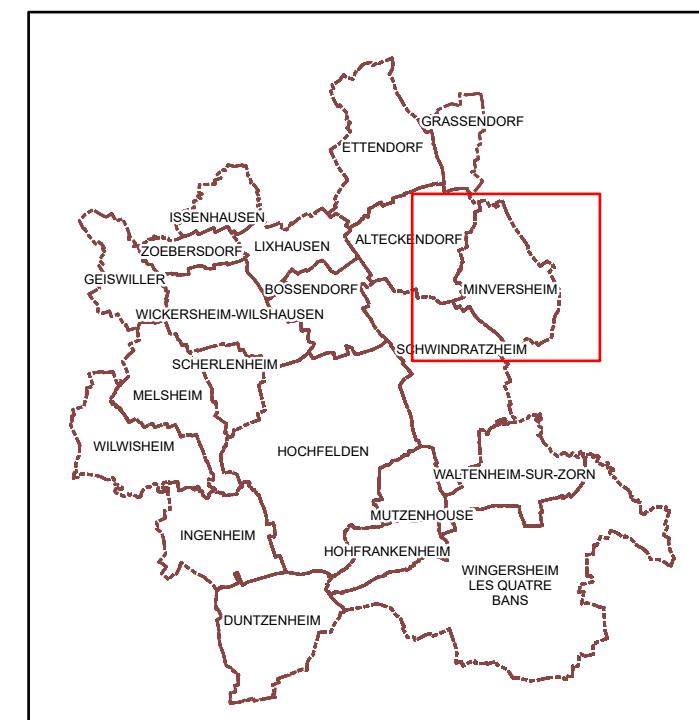 GRASSENDORF
ETTENDORF
ISSENHAUSEN
ZOEBERSDORF
LIXHAUSEN
ALTECKENDORF
GEISWILLER
BOSSENDORF
MINVERSHEIM
WICKERSHEIM-WILSHAUSEN
SCHWINDRATZHEIM
SCHERLENHEIM
MELSHEIM
WILWISHEIM
HOCHFELDEN
WALTENHEIM-SUR-ZORN
MUTZENHOUSE
INGENHEIM
HOHFRANKENHEIM
WINGERSHEIM
LES QUATRE
BANS
DUNTZENHEIM